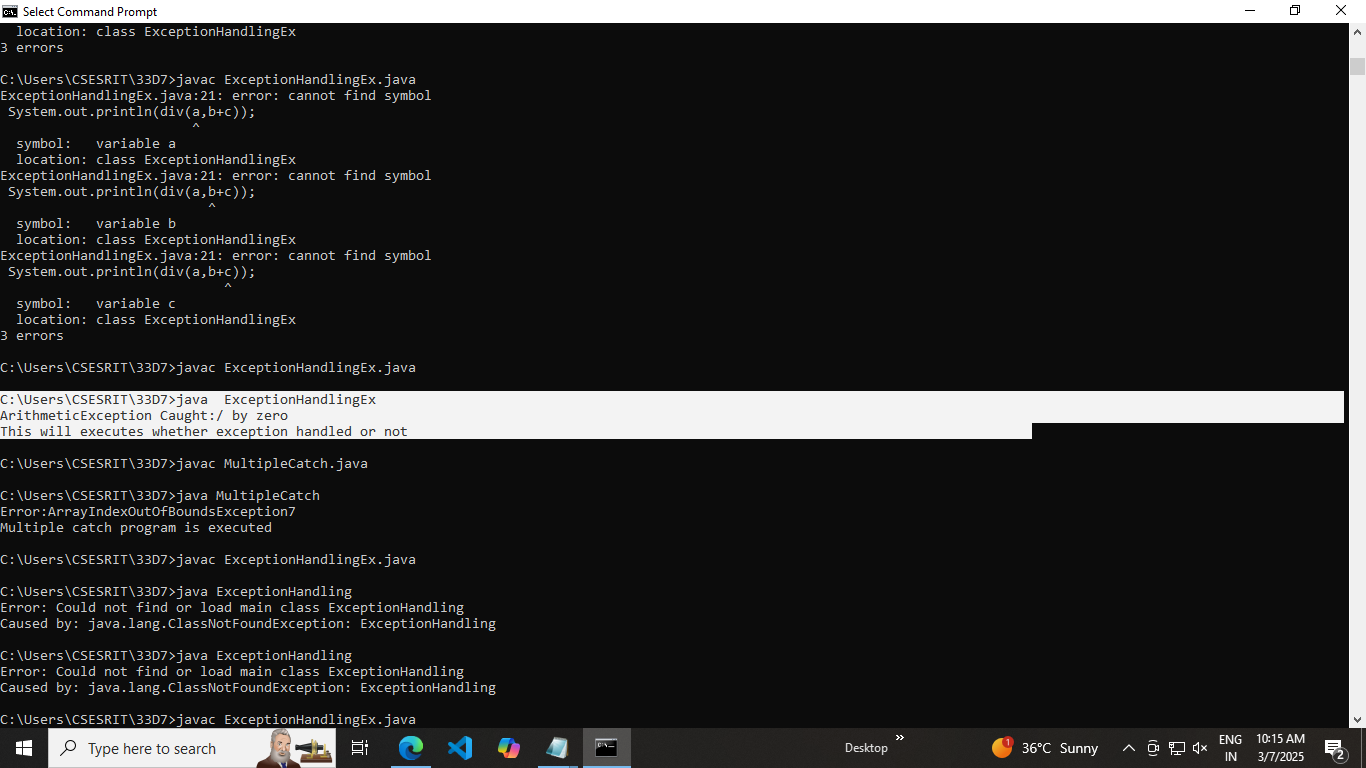 Select Command Prompt
  location: class ExceptionHandlingEx
3 errors
C:\Users\CSESRIT\33D7>javac ExceptionHandlingEx.java
ExceptionHandlingEx.java:21: error: cannot find symbol
 System.out.println(div(a,b+c));
                        ^
  symbol:   variable a
  location: class ExceptionHandlingEx
ExceptionHandlingEx.java:21: error: cannot find symbol
 System.out.println(div(a,b+c));
                          ^
  symbol:   variable b
  location: class ExceptionHandlingEx
ExceptionHandlingEx.java:21: error: cannot find symbol
 System.out.println(div(a,b+c));
                            ^
  symbol:   variable c
  location: class ExceptionHandlingEx
3 errors
C:\Users\CSESRIT\33D7>javac ExceptionHandlingEx.java
C:\Users\CSESRIT\33D7>java  ExceptionHandlingEx
ArithmeticException Caught:/ by zero
This will executes whether exception handled or not
C:\Users\CSESRIT\33D7>javac MultipleCatch.java
C:\Users\CSESRIT\33D7>java MultipleCatch
Error:ArrayIndexOutOfBoundsException7
Multiple catch program is executed
C:\Users\CSESRIT\33D7>javac ExceptionHandlingEx.java
C:\Users\CSESRIT\33D7>java ExceptionHandling
Error: Could not find or load main class ExceptionHandling
Caused by: java.lang.ClassNotFoundException: ExceptionHandling
C:\Users\CSESRIT\33D7>java ExceptionHandling
Error: Could not find or load main class ExceptionHandling
Caused by: java.lang.ClassNotFoundException: ExceptionHandling
C:\Users\CSESRIT\33D7>javac ExceptionHandlingEx.java
Type here to search
Desktop
»
1
36°C Sunny
ENG
IN
10:15 AM
3/7/2025
2